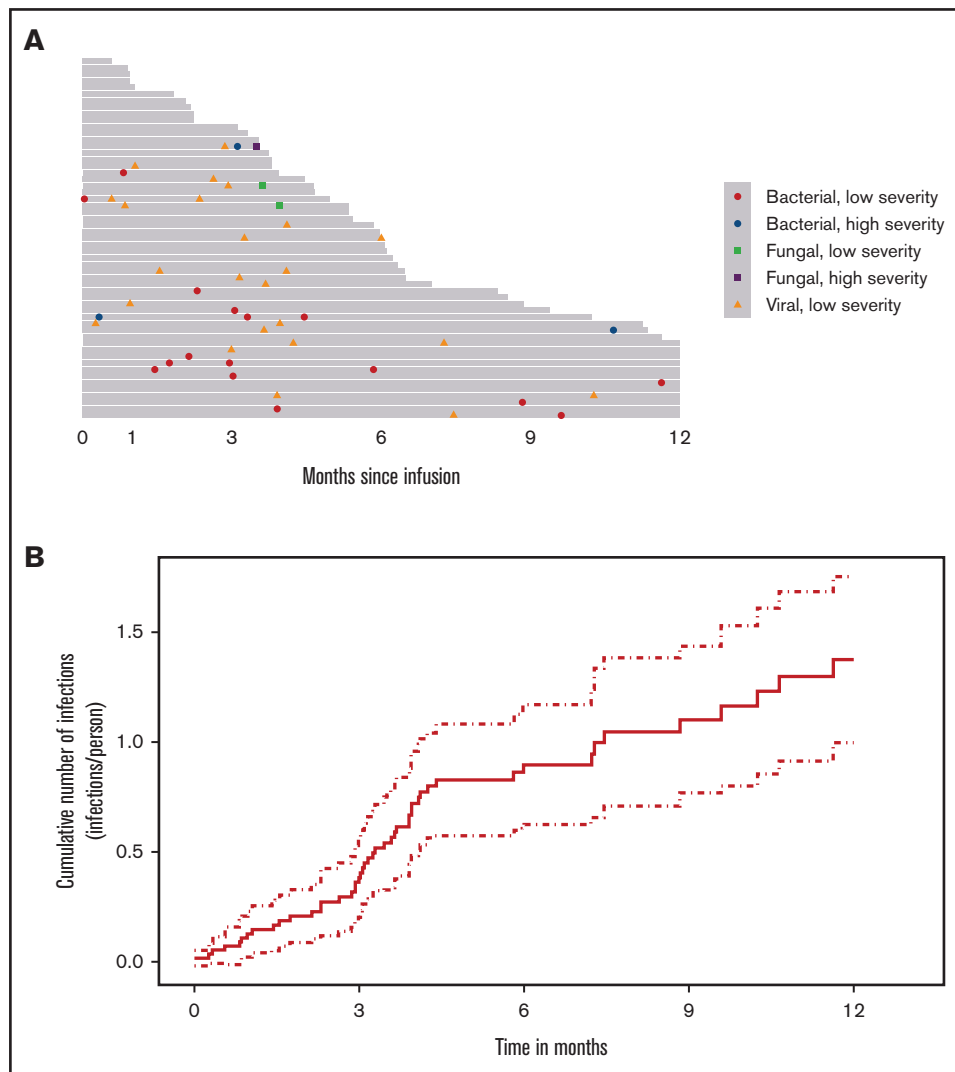 A
Bacterial, low severity
Bacterial, high severity
Fungal, low severity
Fungal, high severity
Viral, low severity
0 1 3 6 9 12
Months since infusion
B
1.5
1.0
0.5
0.0
Cumulative number of infections
(infections/person)
0 3 6 9 12
Time in months